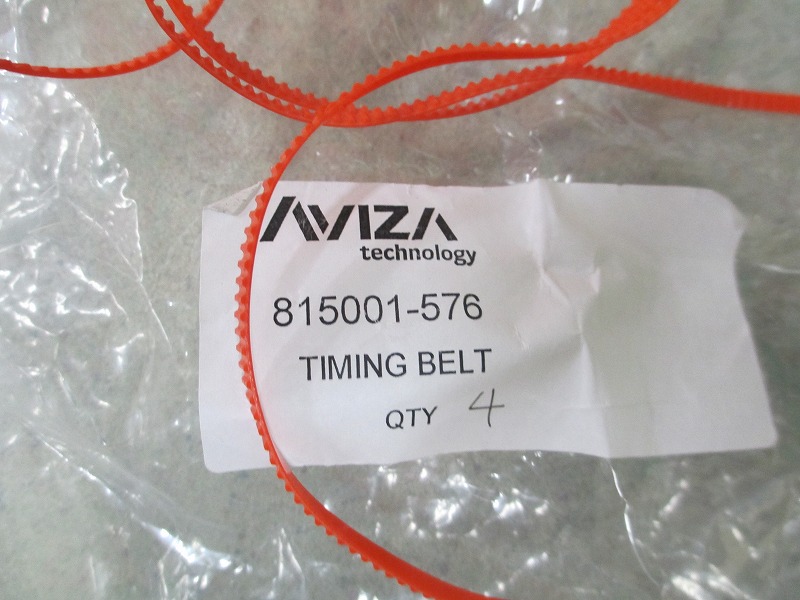 AVIZA
technology
815001-576
TIMING BELT
QTY 4